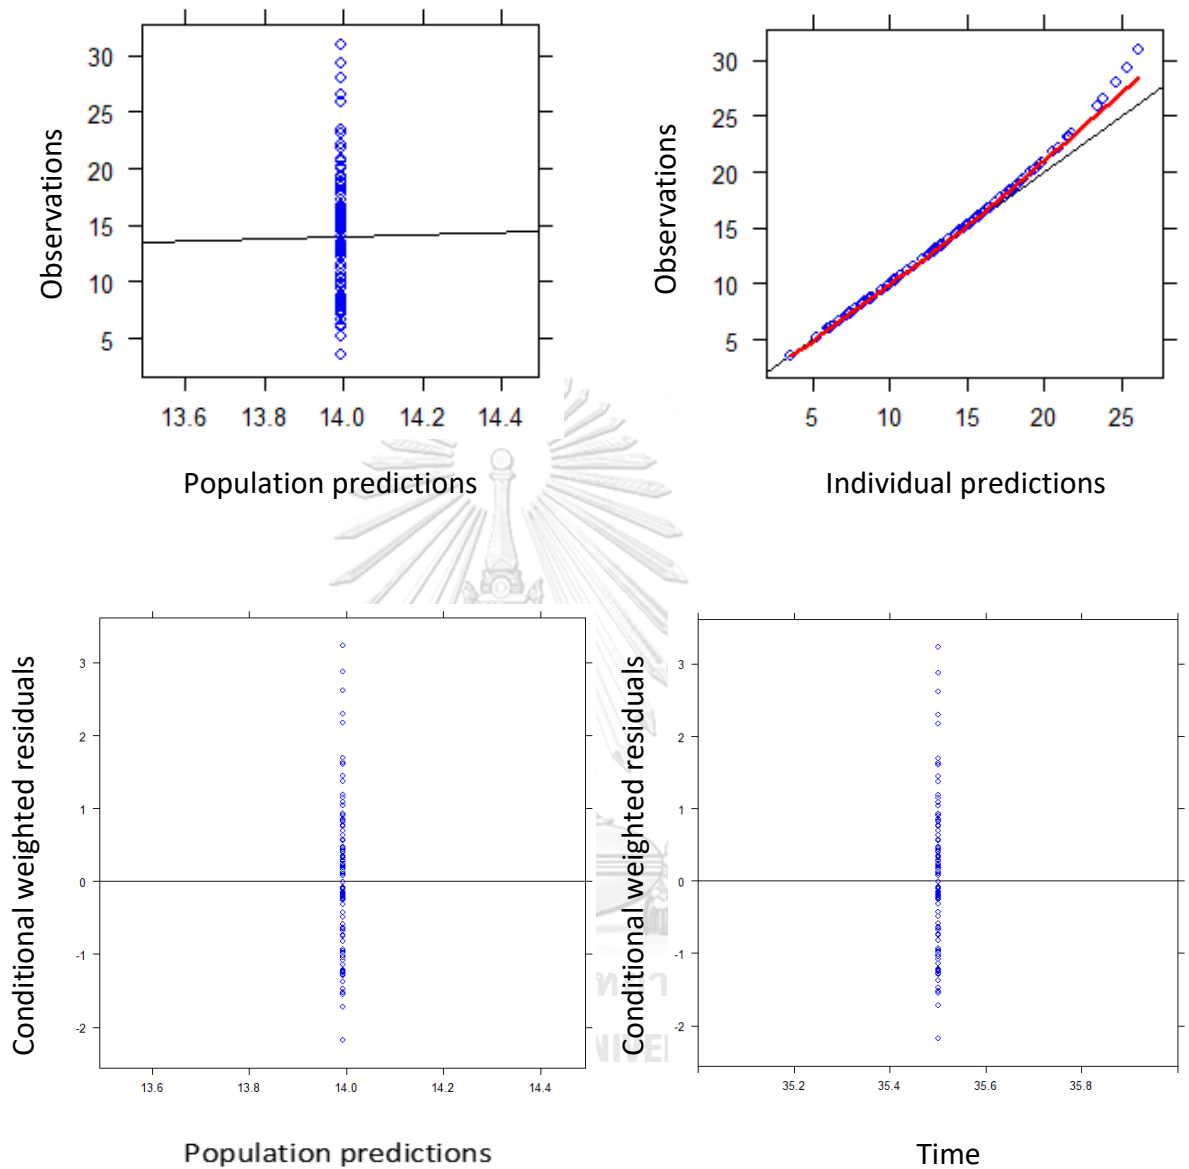 30
25
20
15
10
5
Observations
13.6 13.8 14.0 14.2 14.4
Population predictions
30
25
20
15
10
5
Observations
5 10 15 20 25
Individual predictions
3
2
1
0
-1
-2
Conditional weighted residuals
13.6 13.8 14.0 14.2 14.4
Population predictions
3
2
1
0
-1
-2
Conditional weighted residuals
35.2 35.4 35.6 35.8
Time